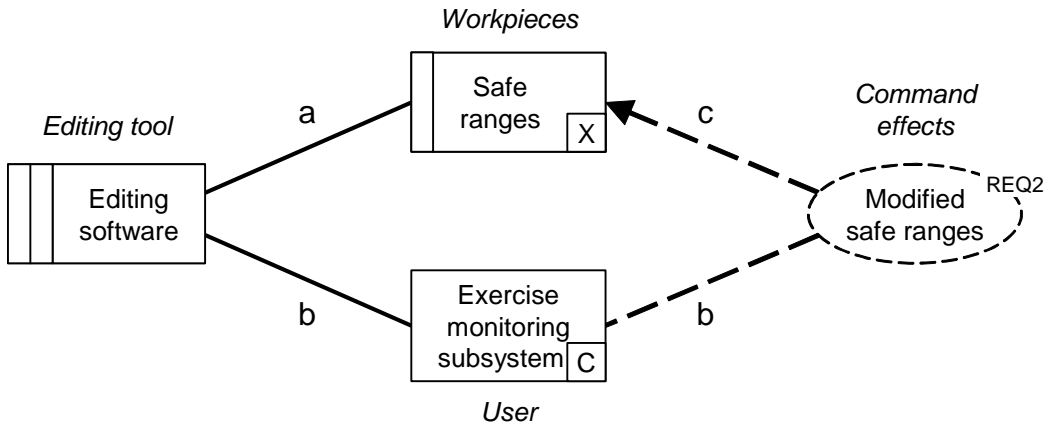 Workpieces
Safe
ranges
X
a
c
Command
effects
Editing tool
Editing
software
REQ2
Modified
safe ranges
b
Exercise
monitoring
subsystem
C
b
User